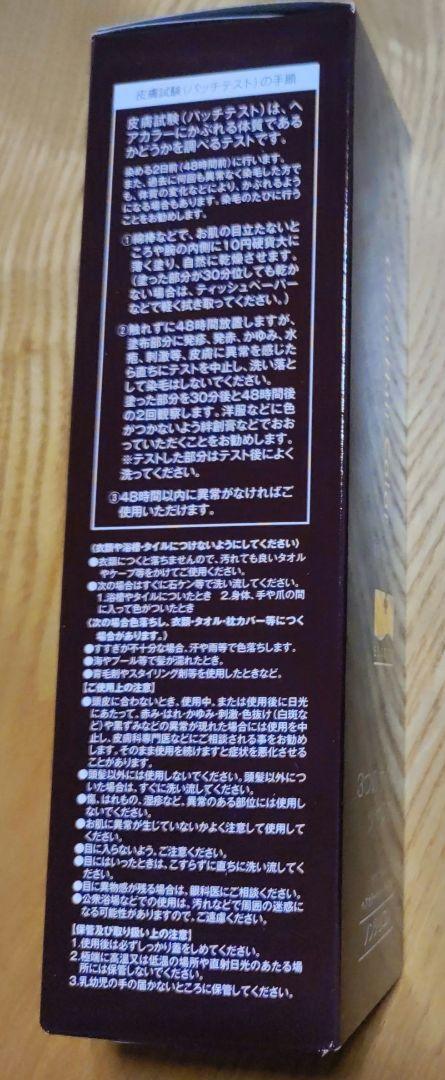 皮膚試験(パッチテスト)の手順
皮膚試験(パッチテスト)は、ヘ
アカラーにかぶれる体質である
かどうかを調べるテストです。
染める2日前(48時間前)に行います。
また、過去に何回も異常なく染毛した方で
も、体質の変化などにより、かぶれるよう
になる場合もあります。染毛のたびに行う
ことをお勧めします。
①綿棒などで、お肌の目立たないと
ころや腕の内側に10円硬貨大に
薄く塗り、自然に乾燥させます。
(塗った部分が30分位しても乾か
ない場合は、ティッシュペーパー
などで軽く拭き取ってください。)
②触れずに48時間放置しますが、
塗布部分に発疹、発赤、かゆみ、水
疱、刺激等、皮膚に異常を感じた
ら直ちにテストを中止し、洗い落と
して染毛はしないでください。
塗った部分を30分後と48時間後
の2回観察します。洋服などに色
がつかないよう絆創膏などでおお
っていただくことをお勧めします。
※テストした部分はテスト後によく
洗ってください。
③48時間以内に異常がなければご
使用いただけます。
〈衣類や浴槽・タイルにつけないようにしてください〉
●衣類につくと落ちませんので、汚れても良いタオル
やケープ等をかけてご使用ください。
●次の場合はすぐに石ケン等で洗い流してください。
1.浴槽やタイルについたとき 2.身体、手や爪の間
に入って色がついたとき
〈次の場合色落ちし、衣類・タオル・枕カバー等につく
場合があります。〉
●すすぎが不十分な場合、汗や雨等で色落ちします。
●海やプール等で髪が濡れたとき。
●育毛剤やスタイリング剤等を使用したときなど。
【ご使用上の注意】
●頭皮に合わないとき、使用中、または使用後に日光
にあたって、赤み・はれ・かゆみ・刺激・色抜け(白斑な
ど)や黒ずみなどの異常が現れた場合には使用を中
止し、皮膚科専門医などにご相談される事をお勧め
します。そのまま使用を続けますと症状を悪化させる
ことがあります。
●頭髪以外には使用しないでください。頭髪以外につ
いた場合は、すぐに洗い流してください。
●傷、はれもの、湿疹など、異常のある部位には使用し
ないでください。
●お肌に異常が生じていないかよく注意して使用して
ください。
●目に入らないよう、ご注意ください。
●目にはいったときは、こすらずに直ちに洗い流してく
ださい。
●目に異物感が残る場合は、眼科医にご相談ください。
●公衆浴場などでの使用は、汚れなどで周囲の迷惑に
なる可能性がありますので、ご遠慮ください。
【保管及び取り扱い上の注意】
1.使用後は必ずしっかり蓋をしめてください。
2.極端に高温又は低温の場所や直射日光のあたる場
所には保管しないでください。
3.乳幼児の手の届かないところに保管してください。